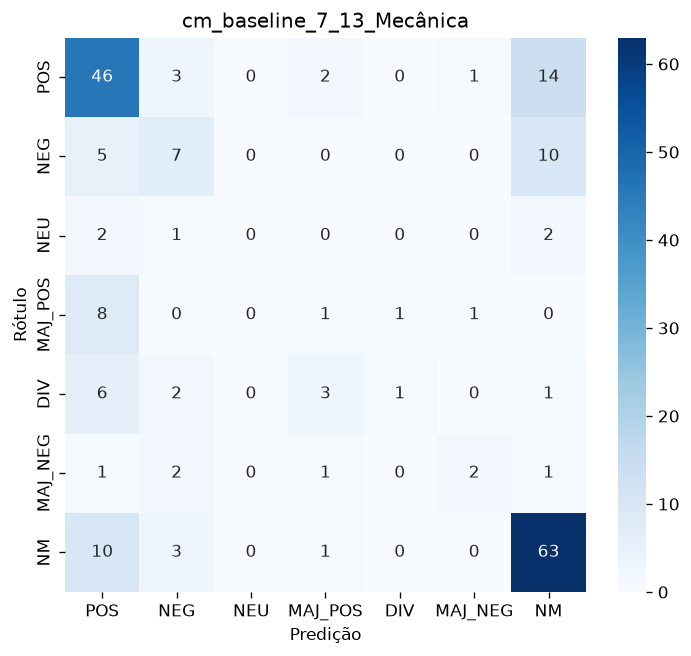 cm_baseline_7_13_Mecânica
POS 46 3 0 2 0 1 14
NEG 5 7 0 0 0 0 10
NEU 2 1 0 0 0 0 2
MAJ_POS 8 0 0 1 1 1 0
DIV 6 2 0 3 1 0 1
MAJ_NEG 1 2 0 1 0 2 1
NM 10 3 0 1 0 0 63
POS NEG NEU MAJ_POS DIV MAJ_NEG NM
Predição
Rótulo
60
50
40
30
20
10
0